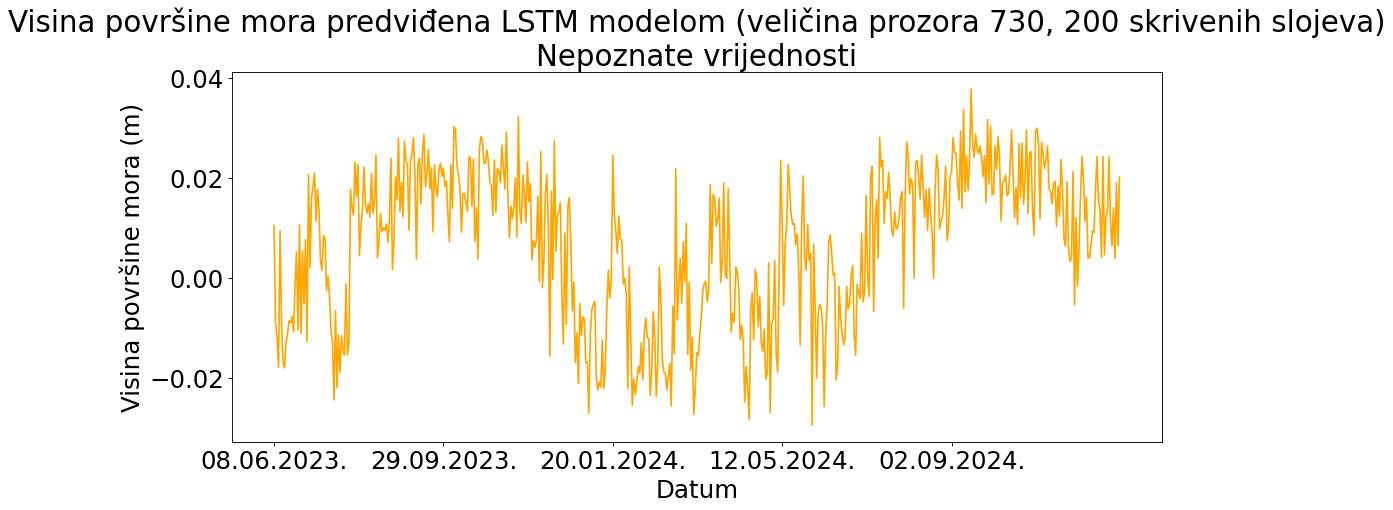 Visina površine mora predviđena LSTM modelom (veličina prozora 730, 200 skrivenih slojeva)
Nepoznate vrijednosti
Visina površine mora (m)
0.04
0.02
0.00
−0.02
08.06.2023.
29.09.2023.
20.01.2024.
12.05.2024.
02.09.2024.
Datum